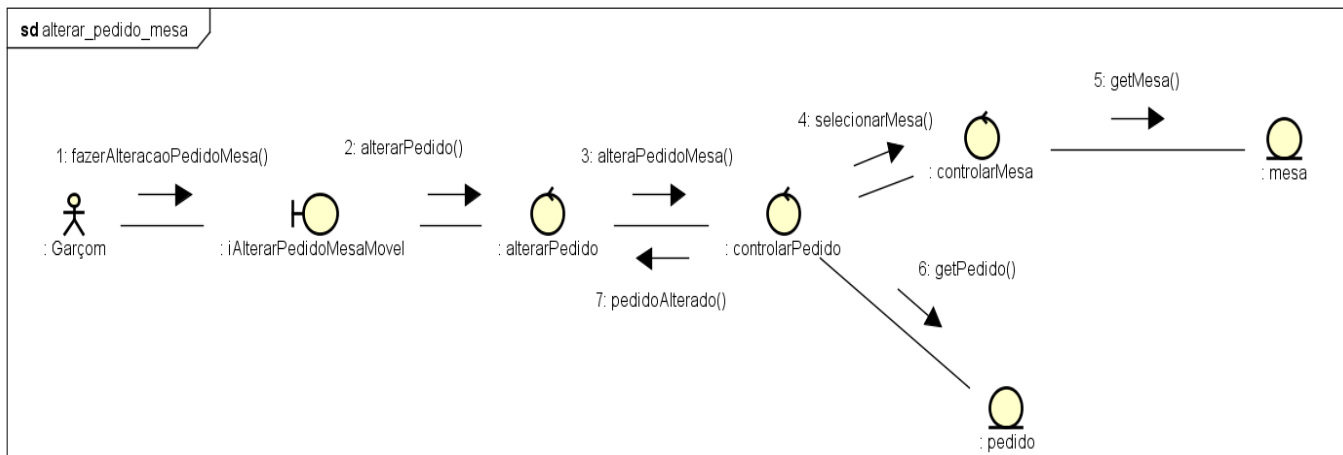 sd alterar_pedido_mesa
5: getMesa()
4: selecionarMesa()
1: fazerAlteracaoPedidoMesa()
2: alterarPedido()
3: alteraPedidoMesa()
: controlarMesa
: mesa
: Garçom
: iAlterarPedidoMesaMovel
: alterarPedido
: controlarPedido
6: getPedido()
7: pedidoAlterado()
: pedido